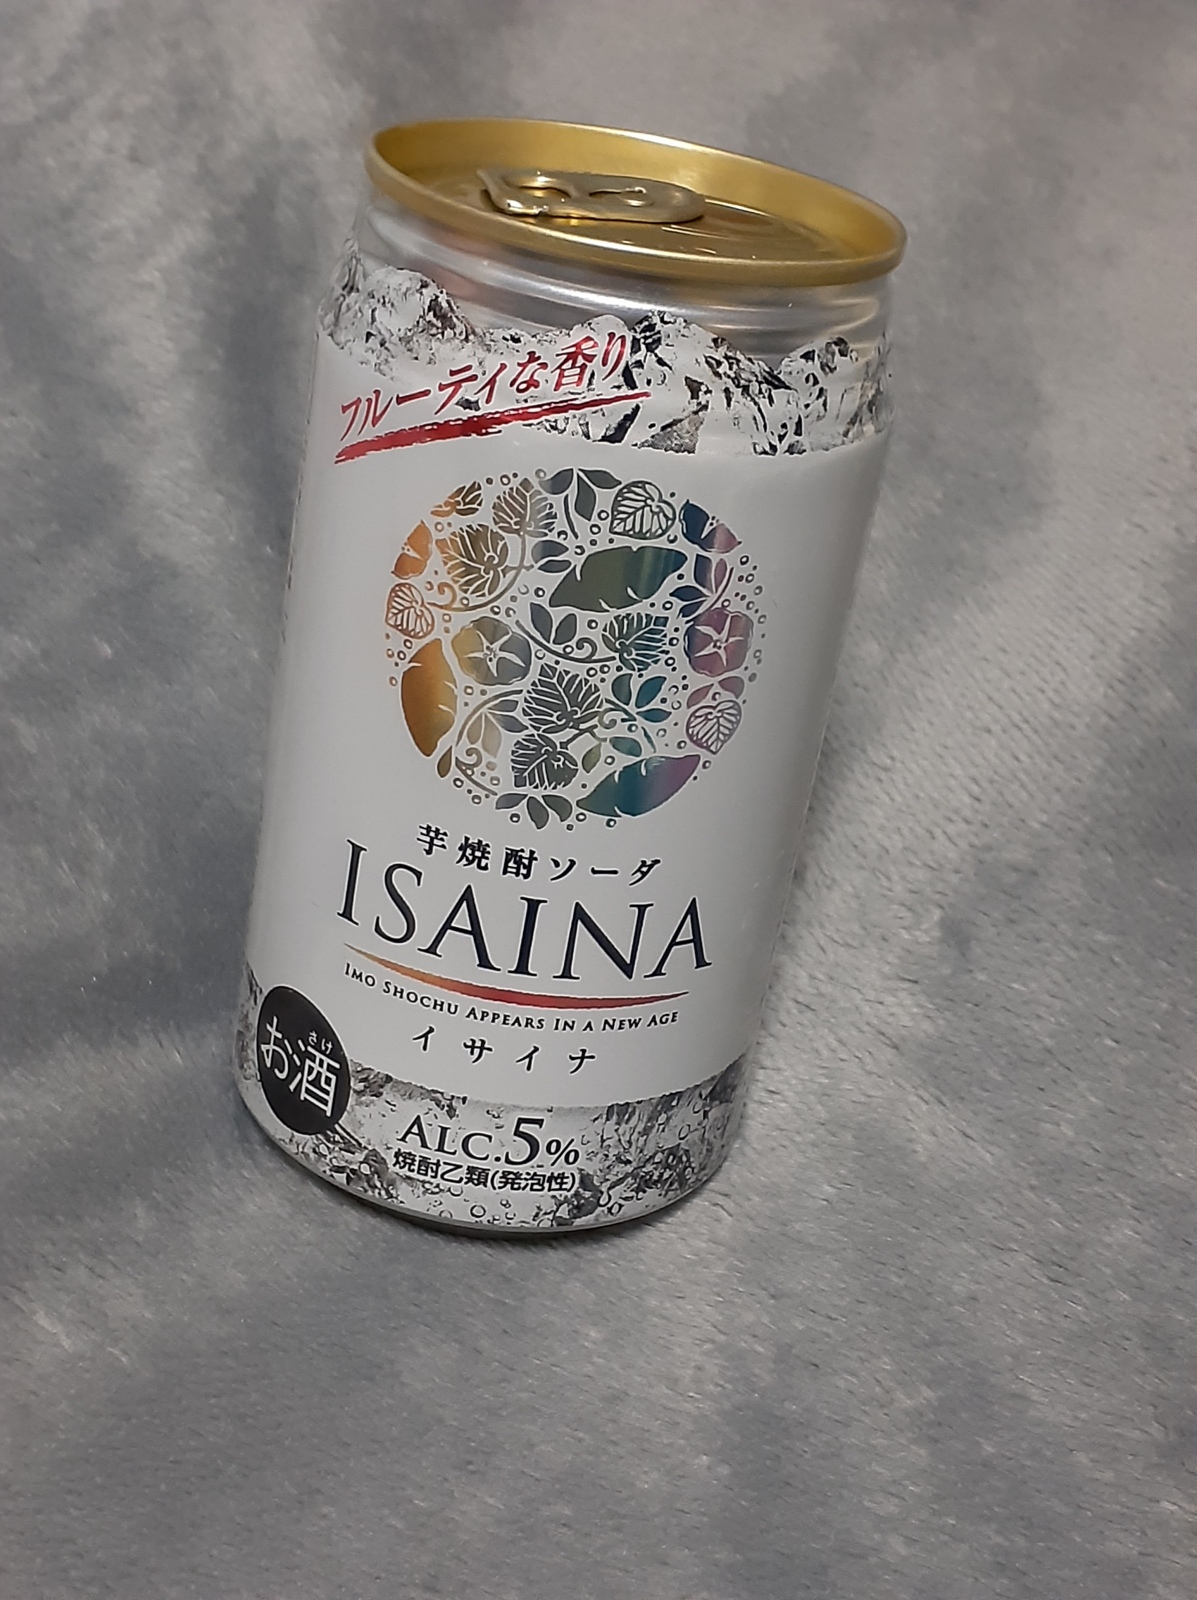 フルーティな香り
芋焼酎ソーダ
ISAINA
IMO SHOCHU APPEARS IN A NEW AGE
イサイナ
さけ
お酒
ALC.5%
焼酎乙類(発泡性)